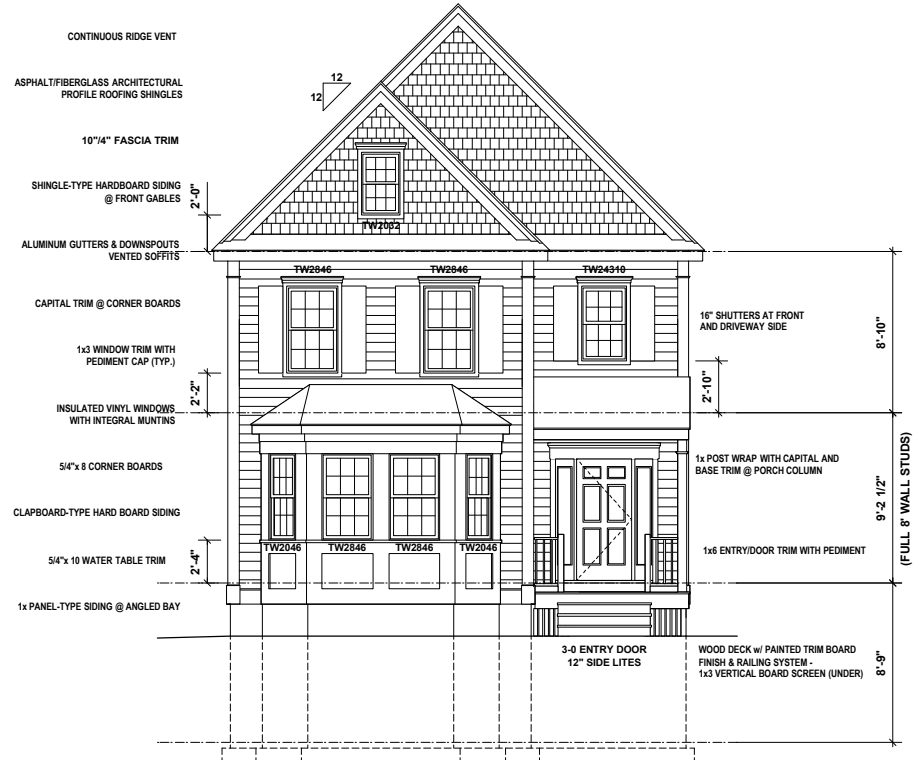 CONTINUOUS RIDGE VENT
ASPHALT/FIBERGLASS ARCHITECTURAL
PROFILE ROOFING SHINGLES
12
12
10"/4" FASCIA TRIM
SHINGLE-TYPE HARDBOARD SIDING
@ FRONT GABLES
2'-0"
TW2032
ALUMINUM GUTTERS & DOWNSPOUTS
VENTED SOFFITS
TW2846
TW2846
TW24310
CAPITAL TRIM @ CORNER BOARDS
16" SHUTTERS AT FRONT
AND DRIVEWAY SIDE
8'-10"
1x3 WINDOW TRIM WITH
PEDIMENT CAP (TYP.)
2'-2"
2'-10"
INSULATED VINYL WINDOWS
WITH INTEGRAL MUNTINS
5/4"x 8 CORNER BOARDS
1x POST WRAP WITH CAPITAL AND
BASE TRIM @ PORCH COLUMN
9'-2 1/2"
(FULL 8' WALL STUDS)
CLAPBOARD-TYPE HARD BOARD SIDING
TW2046
TW2846
TW2846
TW2046
5/4"x 10 WATER TABLE TRIM
2'-4"
1x6 ENTRY/DOOR TRIM WITH PEDIMENT
1x PANEL-TYPE SIDING @ ANGLED BAY
3-0 ENTRY DOOR
12" SIDE LITES
WOOD DECK w/ PAINTED TRIM BOARD
FINISH & RAILING SYSTEM -
1x3 VERTICAL BOARD SCREEN (UNDER)
8'-9"